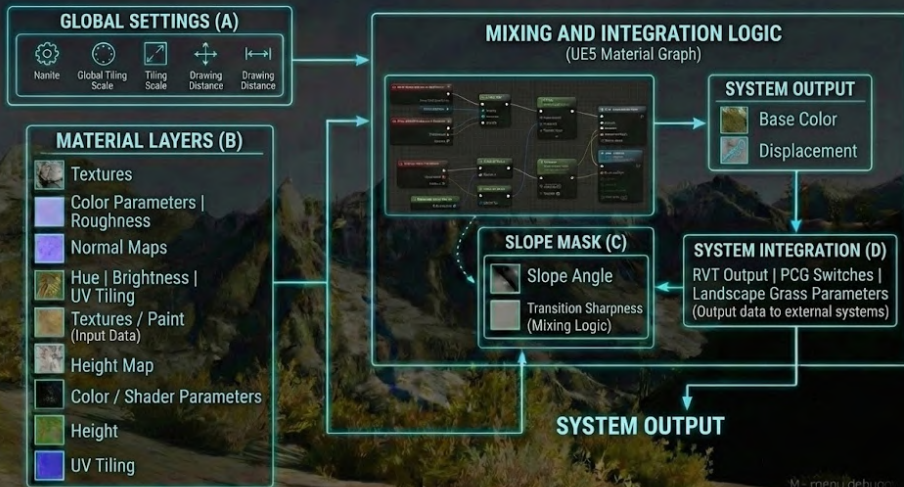 GLOBAL SETTINGS (A)
Nanite
Global Tiling
Scale
Tiling
Scale
Drawing
Distance
Drawing
Distance
MATERIAL LAYERS (B)
Textures
Color Parameters |
Roughness
Normal Maps
Hue | Brightness |
UV Tiling
Textures / Paint
(Input Data)
Height Map
Color / Shader Parameters
Height
UV Tiling
MIXING AND INTEGRATION LOGIC
(UE5 Material Graph)
SYSTEM OUTPUT
Base Color
Displacement
SLOPE MASK (C)
Slope Angle
Transition Sharpness
(Mixing Logic)
SYSTEM INTEGRATION (D)
RVT Output | PCG Switches |
Landscape Grass Parameters
(Output data to external systems)
SYSTEM OUTPUT
M - menu debug